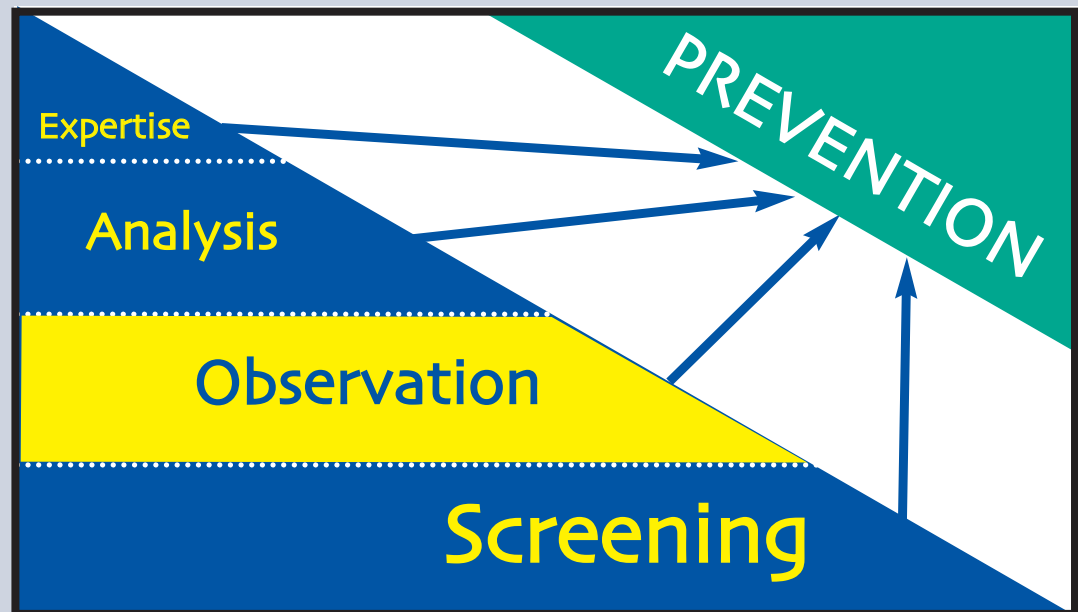 PREVENTION
Expertise
Analysis
Observation
Screening